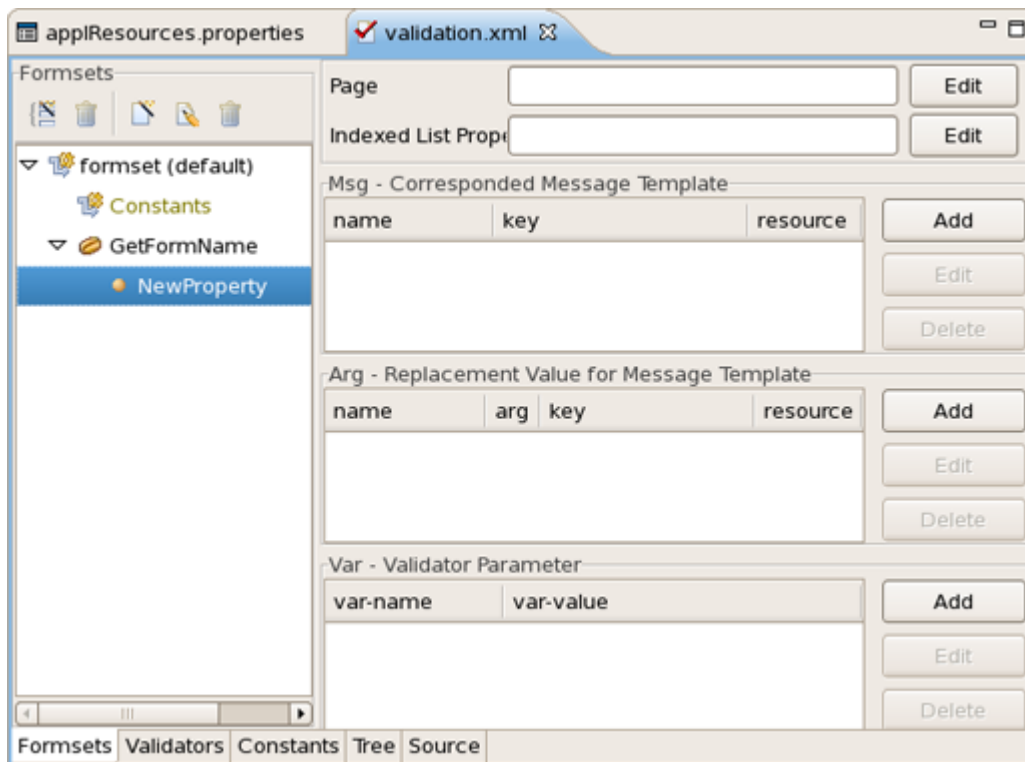 applResources.properties
validation.xml
Formsets
formset (default)
Constants
GetFormName
NewProperty
Page
Edit
Indexed List Prope
Edit
Msg - Corresponded Message Template
name key resource
Add
Edit
Delete
Arg - Replacement Value for Message Template
name arg key resource
Add
Edit
Delete
Var - Validator Parameter
var-name var-value
Add
Edit
Delete
Formsets Validators Constants Tree Source